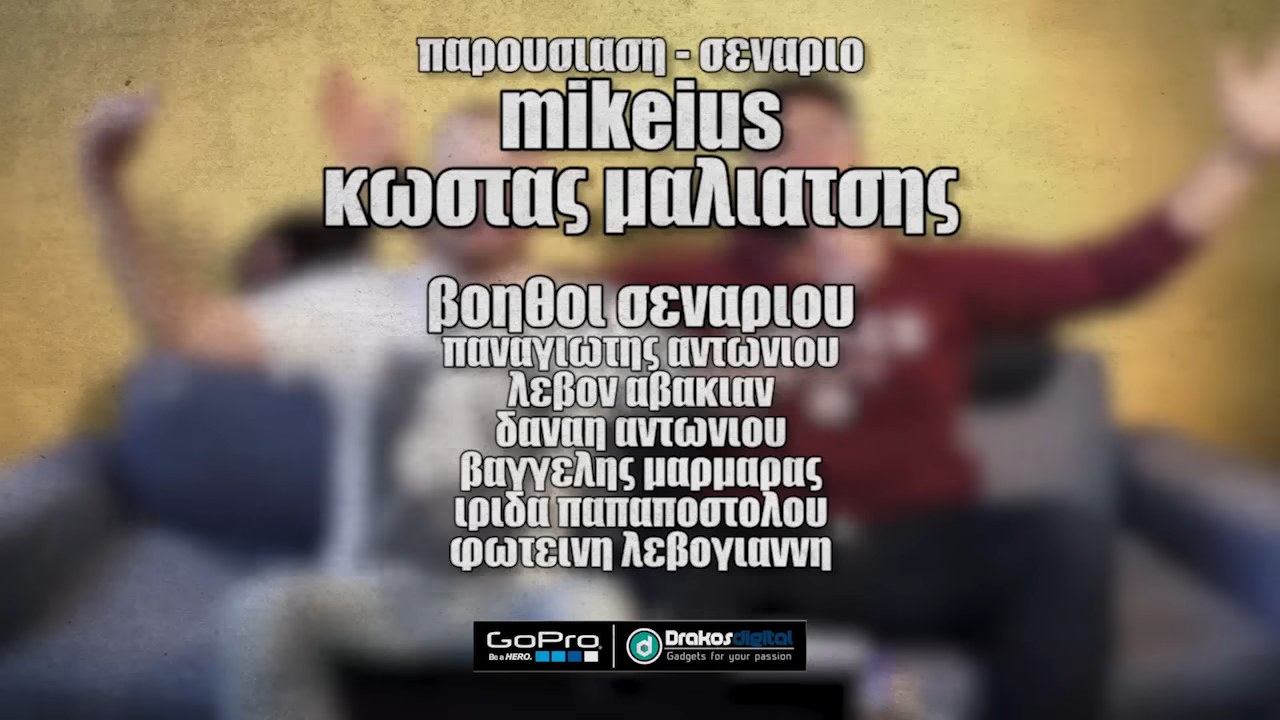 παρουσιαση - σεναριο
mikeius
κωστας μαλιατσης
βοηθοι σεναριου
παναγιωτης αντωνιου
λεβον αβακιαν
δαναη αντωνιου
βαγγελης μαρμαρας
ιριδα παπαποστολου
φωτεινη λεβογιαννη
GoPro
Be a HERO.
Drakosdigital
Gadgets for your passion